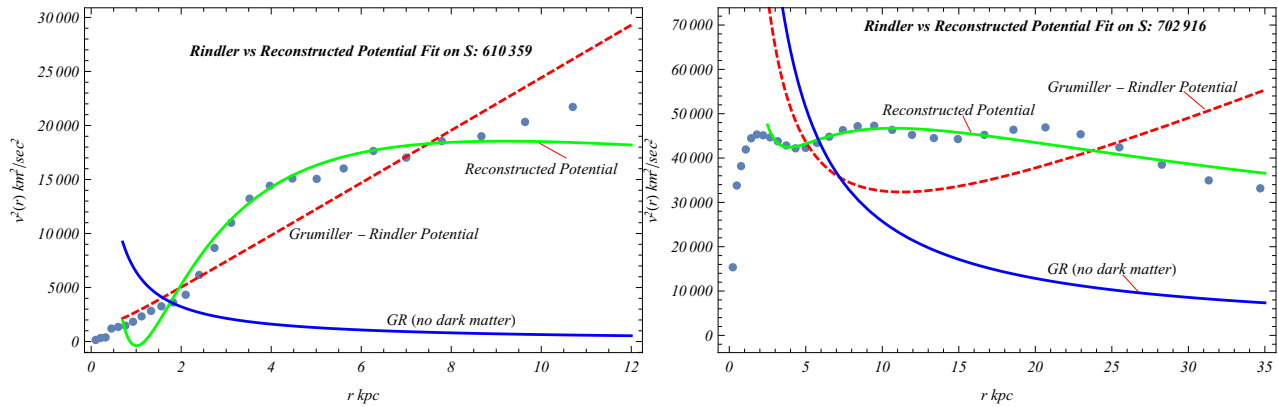 Rindler vs Reconstructed Potential Fit on S: 610 359
v²(r) km²/sec²
30 000
25 000
20 000
15 000
10 000
5000
0
Reconstructed Potential
Grumiller – Rindler Potential
GR (no dark matter)
0 2 4 6 8 10 12
r kpc
Rindler vs Reconstructed Potential Fit on S: 702 916
v²(r) km²/sec²
70 000
60 000
50 000
40 000
30 000
20 000
10 000
0
Grumiller – Rindler Potential
Reconstructed Potential
GR (no dark matter)
0 5 10 15 20 25 30 35
r kpc